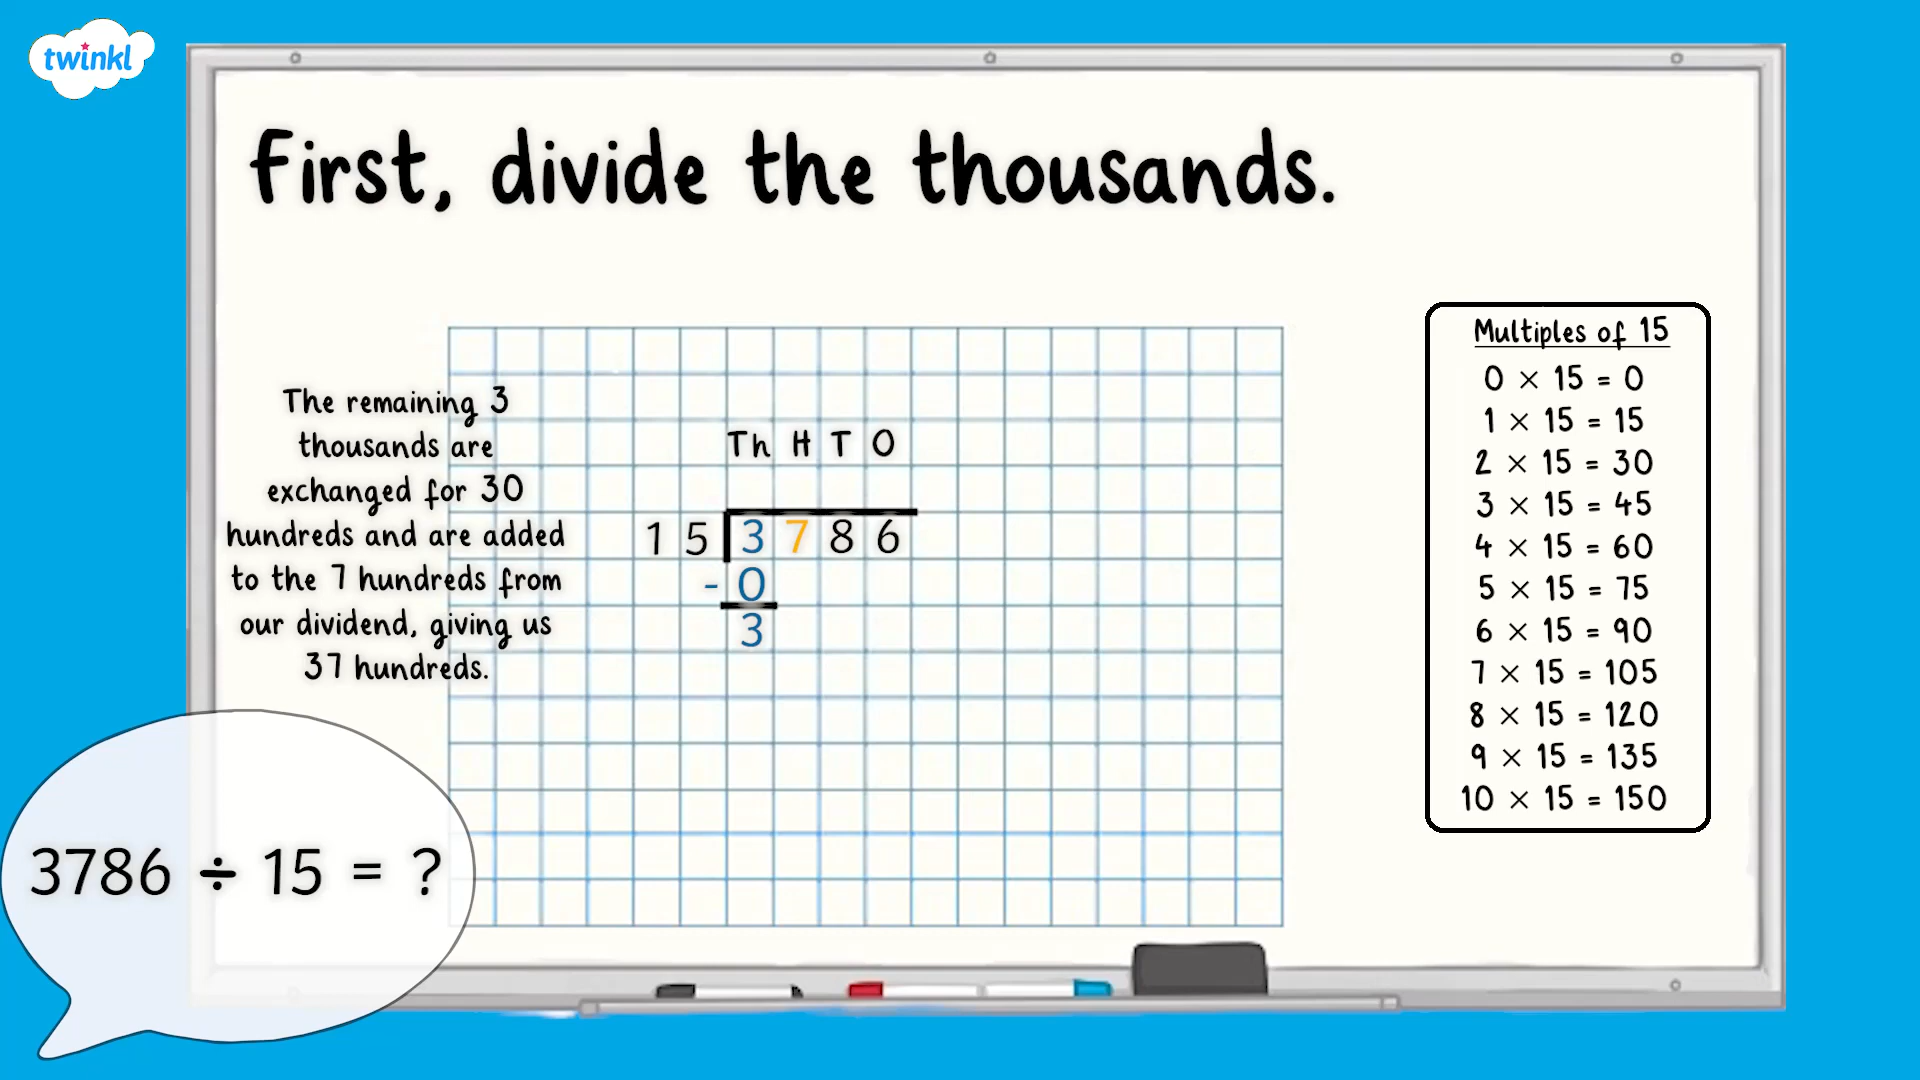 twinkl
First, divide the thousands.
The remaining 3
thousands are
exchanged for 30
hundreds and are added
to the 7 hundreds from
our dividend, giving us
37 hundreds.
Th H T O
1 5 3 7 8 6
- 0
3
Multiples of 15
0 × 15 = 0
1 × 15 = 15
2 × 15 = 30
3 × 15 = 45
4 × 15 = 60
5 × 15 = 75
6 × 15 = 90
7 × 15 = 105
8 × 15 = 120
9 × 15 = 135
10 × 15 = 150
3786 ÷ 15 = ?